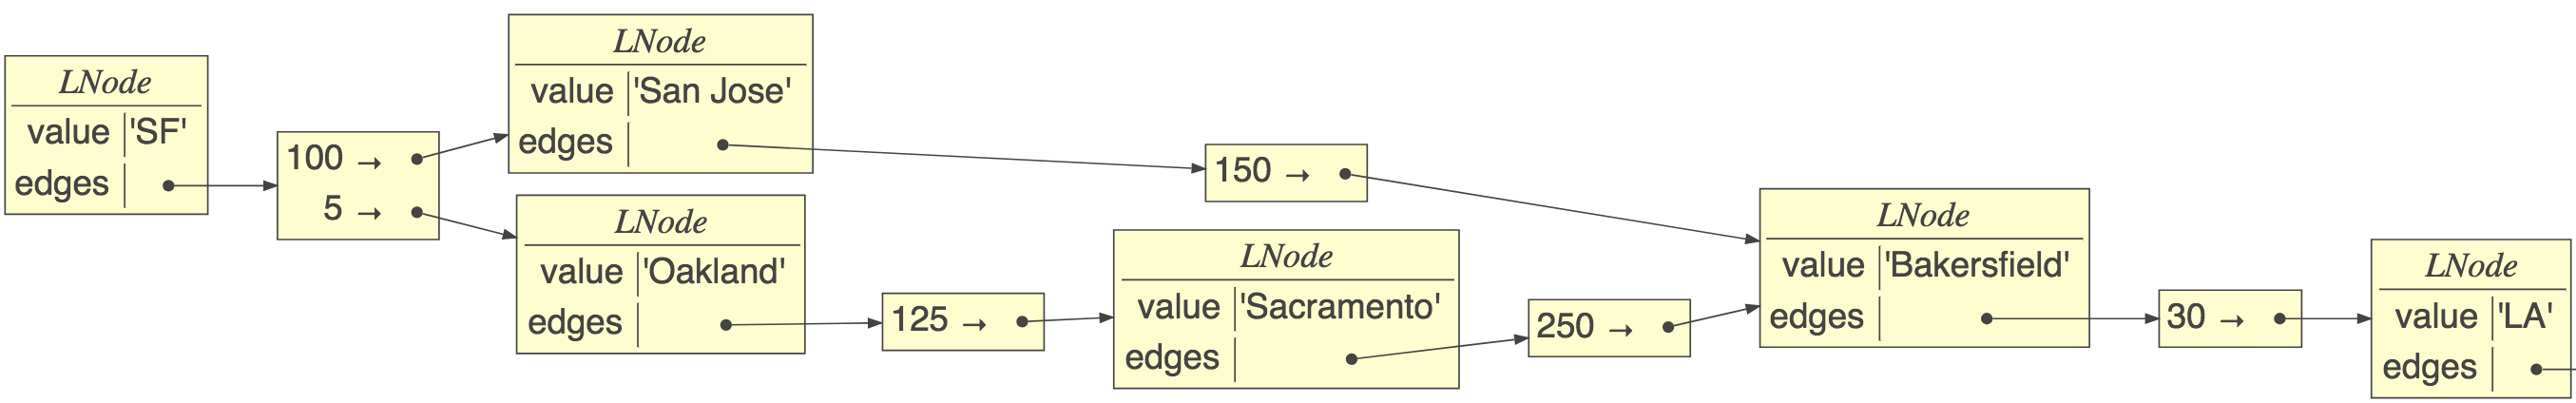 LNode
value 'SF'
edges
100 →
5 →
LNode
value 'San Jose'
edges
LNode
value 'Oakland'
edges
125 →
150 →
LNode
value 'Sacramento'
edges
250 →
LNode
value 'Bakersfield'
edges
30 →
LNode
value 'LA'
edges